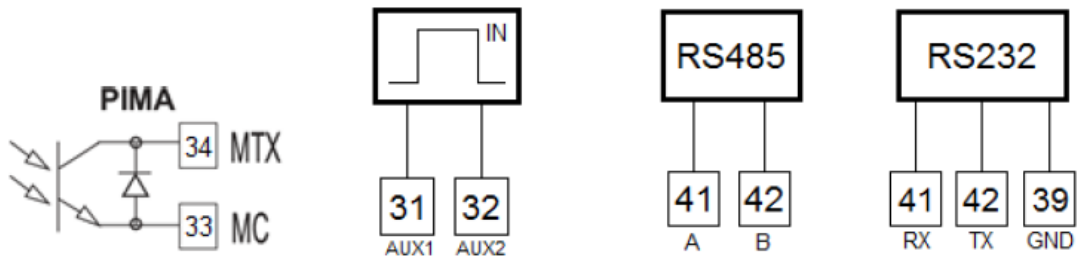 PIMA
34 MTX
33 MC
IN
31 32
AUX1 AUX2
RS485
41 42
A B
RS232
41 42 39
RX TX GND